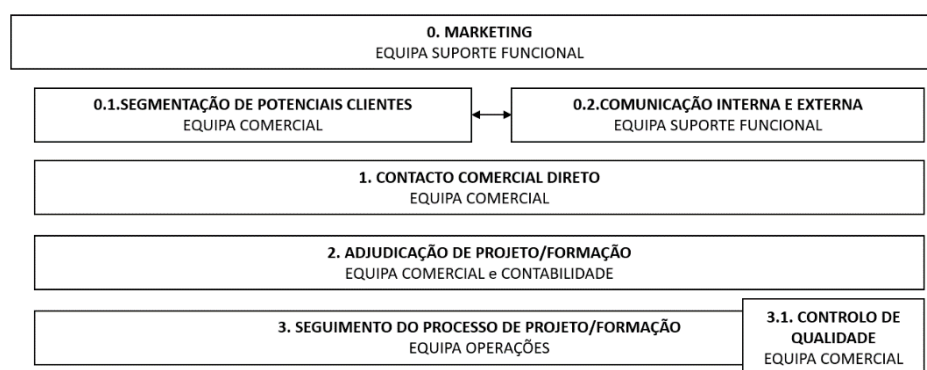 0. MARKETING
EQUIPA SUPORTE FUNCIONAL
0.1.SEGMENTAÇÃO DE POTENCIAIS CLIENTES
EQUIPA COMERCIAL
0.2.COMUNICAÇÃO INTERNA E EXTERNA
EQUIPA SUPORTE FUNCIONAL
1. CONTACTO COMERCIAL DIRETO
EQUIPA COMERCIAL
2. ADJUDICAÇÃO DE PROJETO/FORMAÇÃO
EQUIPA COMERCIAL e CONTABILIDADE
3. SEGUIMENTO DO PROCESSO DE PROJETO/FORMAÇÃO
EQUIPA OPERAÇÕES
3.1. CONTROLO DE
QUALIDADE
EQUIPA COMERCIAL